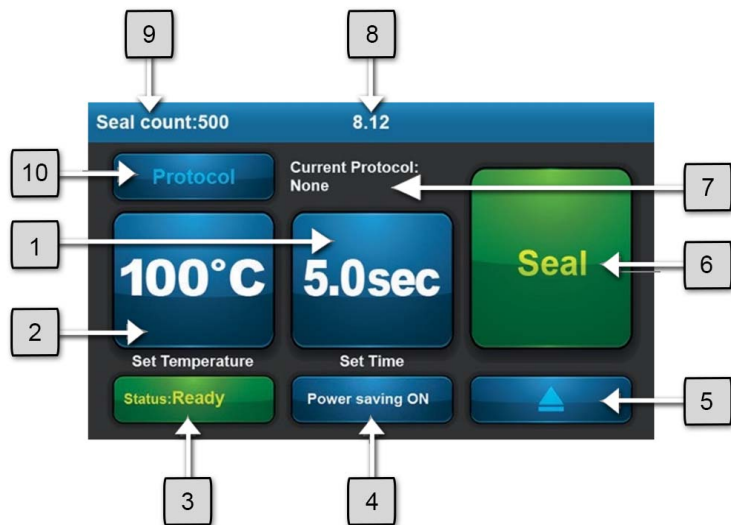 9
8
Seal count:500
8.12
10
Protocol
Current Protocol:
None
7
1
100°C
5.0sec
Seal
6
2
Set Temperature
Set Time
Status:Ready
Power saving ON
5
3
4